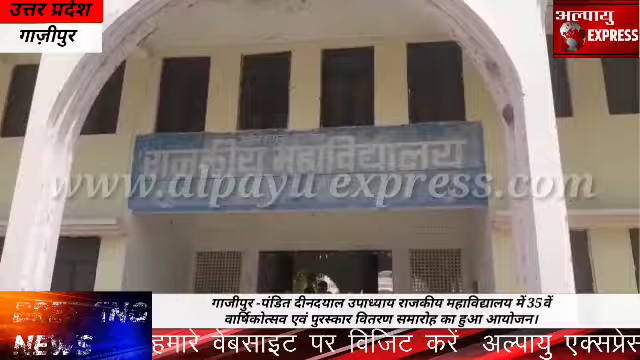 उत्तर प्रदेश
गाज़ीपुर
अल्पायु
EXPRESS
राजकीय महाविद्यालय
www.alpayu express.com
गाजीपुर -पंडित दीनदयाल उपाध्याय राजकीय महाविद्यालय में 35वें
वार्षिकोत्सव एवं पुरस्कार वितरण समारोह का हुआ आयोजन।
BREAKING
NEWS
हमारे वेबसाइट पर विजिट करें अल्पायु एक्सप्रेस